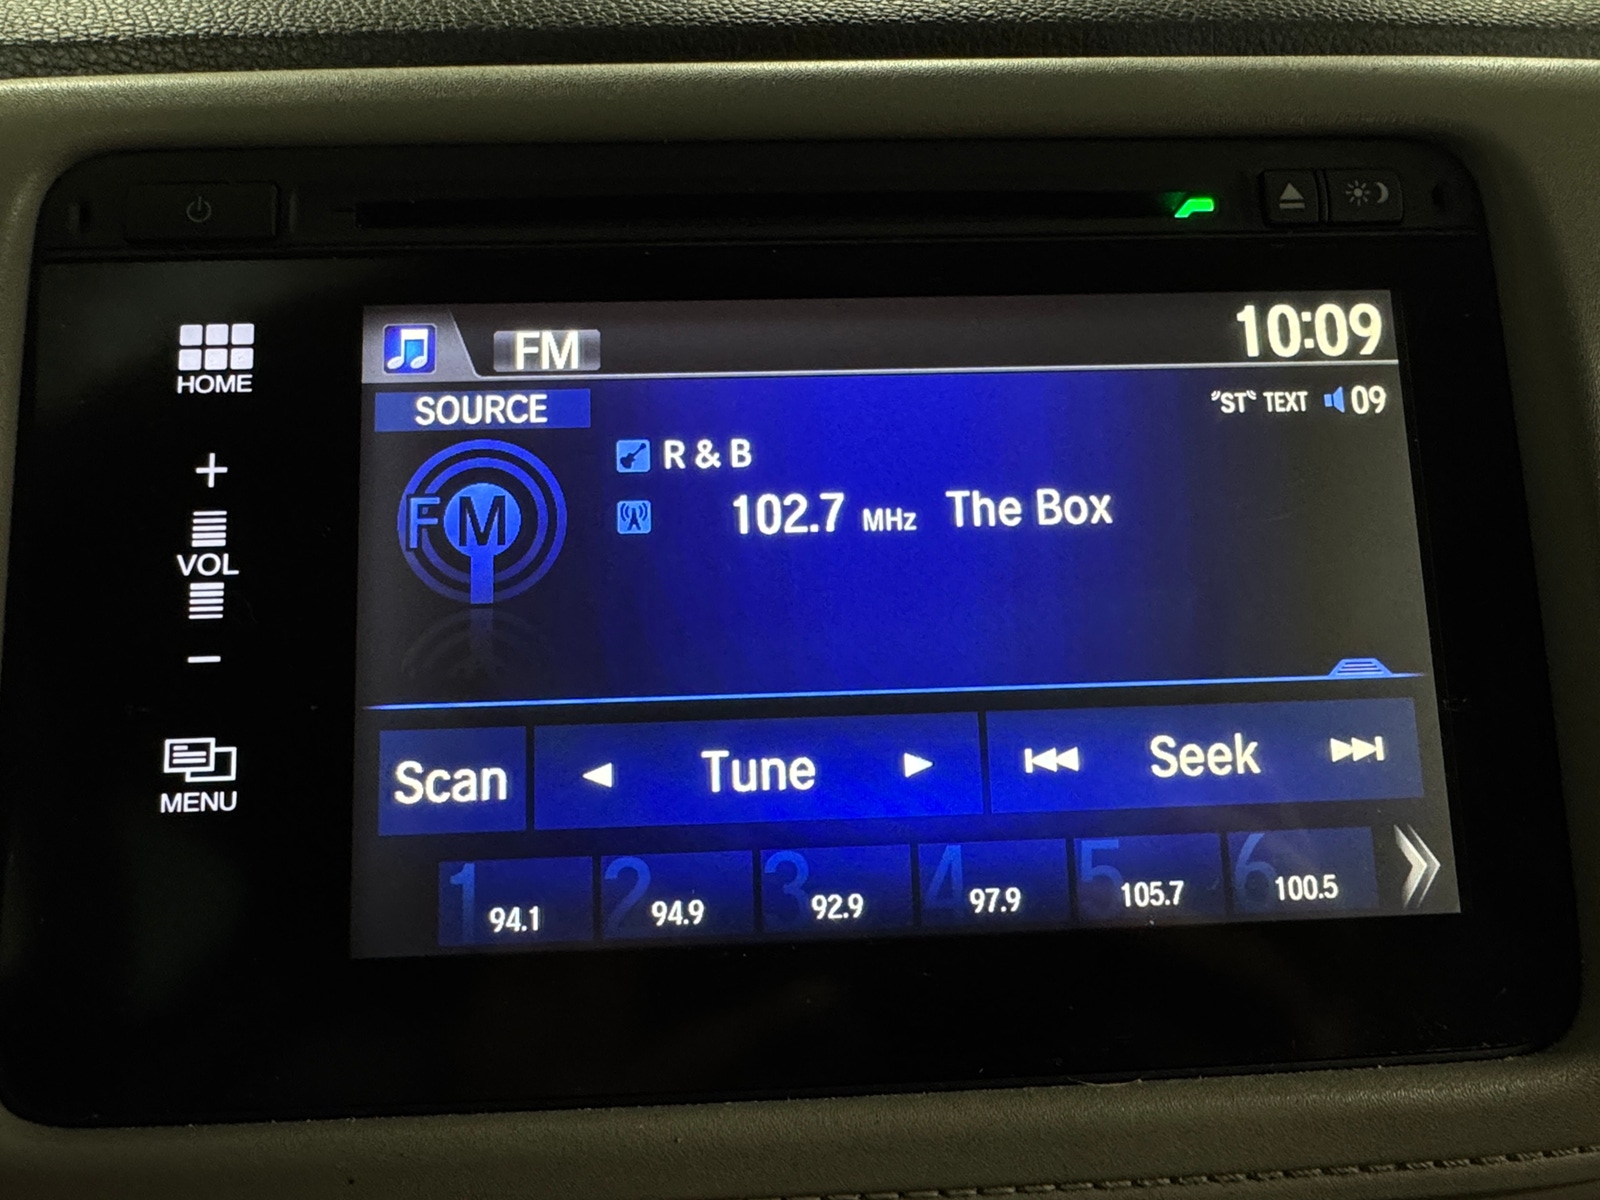 FM
10:09
HOME
SOURCE
"ST" TEXT 09
R & B
FM
102.7 MHz The Box
VOL
Scan Tune Seek
MENU
1 2 3 4 5 6
94.1 94.9 92.9 97.9 105.7 100.5